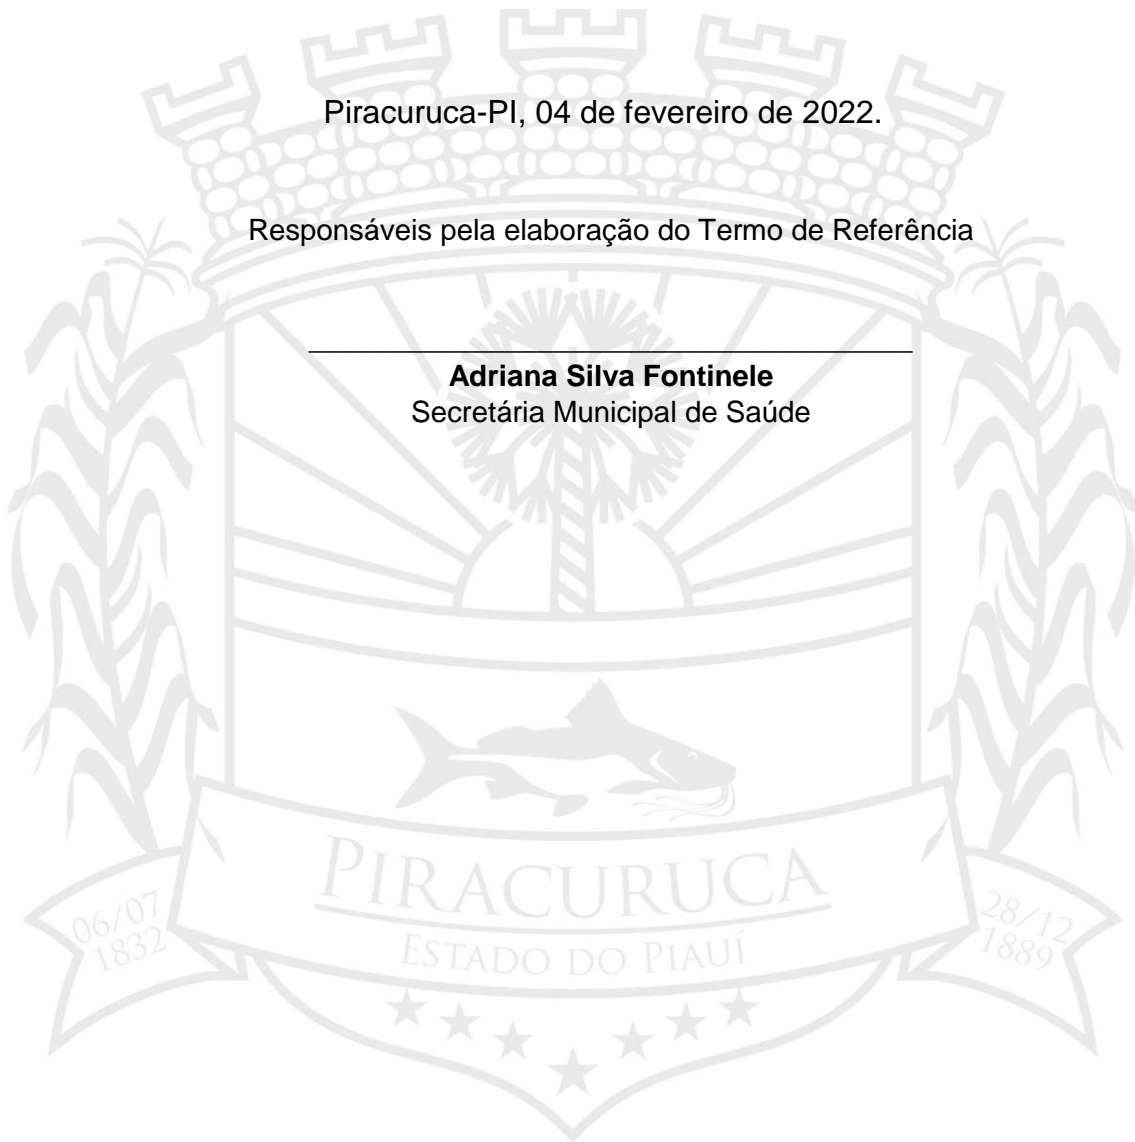 Piracuruca-PI, 04 de fevereiro de 2022.
Responsáveis pela elaboração do Termo de Referência
Adriana Silva Fontinele
Secretária Municipal de Saúde
PIRACURUCA
ESTADO DO PIAUÍ
06/07
1832
28/12
1889